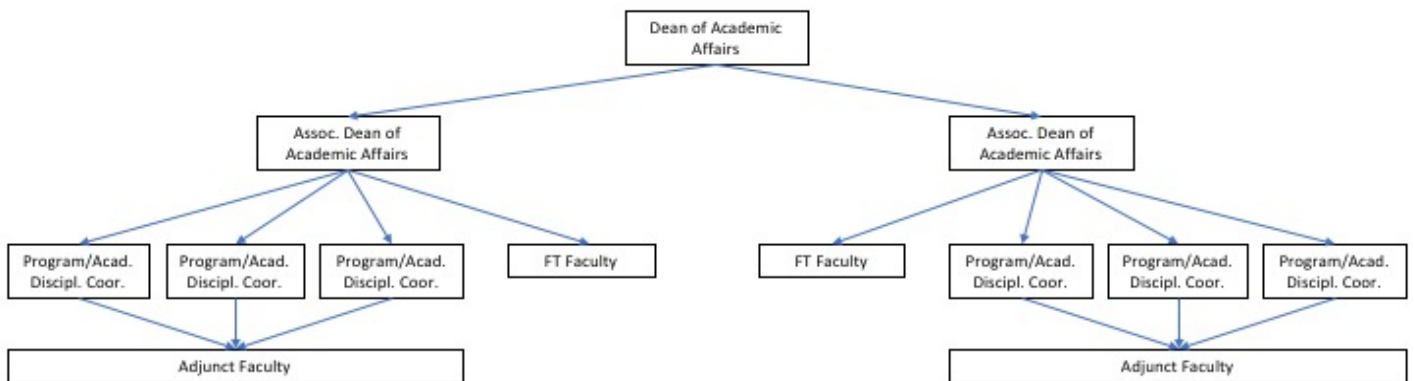 Dean of Academic
Affairs
Assoc. Dean of
Academic Affairs
Assoc. Dean of
Academic Affairs
Program/Acad.
Discipl. Coor.
Program/Acad.
Discipl. Coor.
Program/Acad.
Discipl. Coor.
FT Faculty
FT Faculty
Program/Acad.
Discipl. Coor.
Program/Acad.
Discipl. Coor.
Program/Acad.
Discipl. Coor.
Adjunct Faculty
Adjunct Faculty